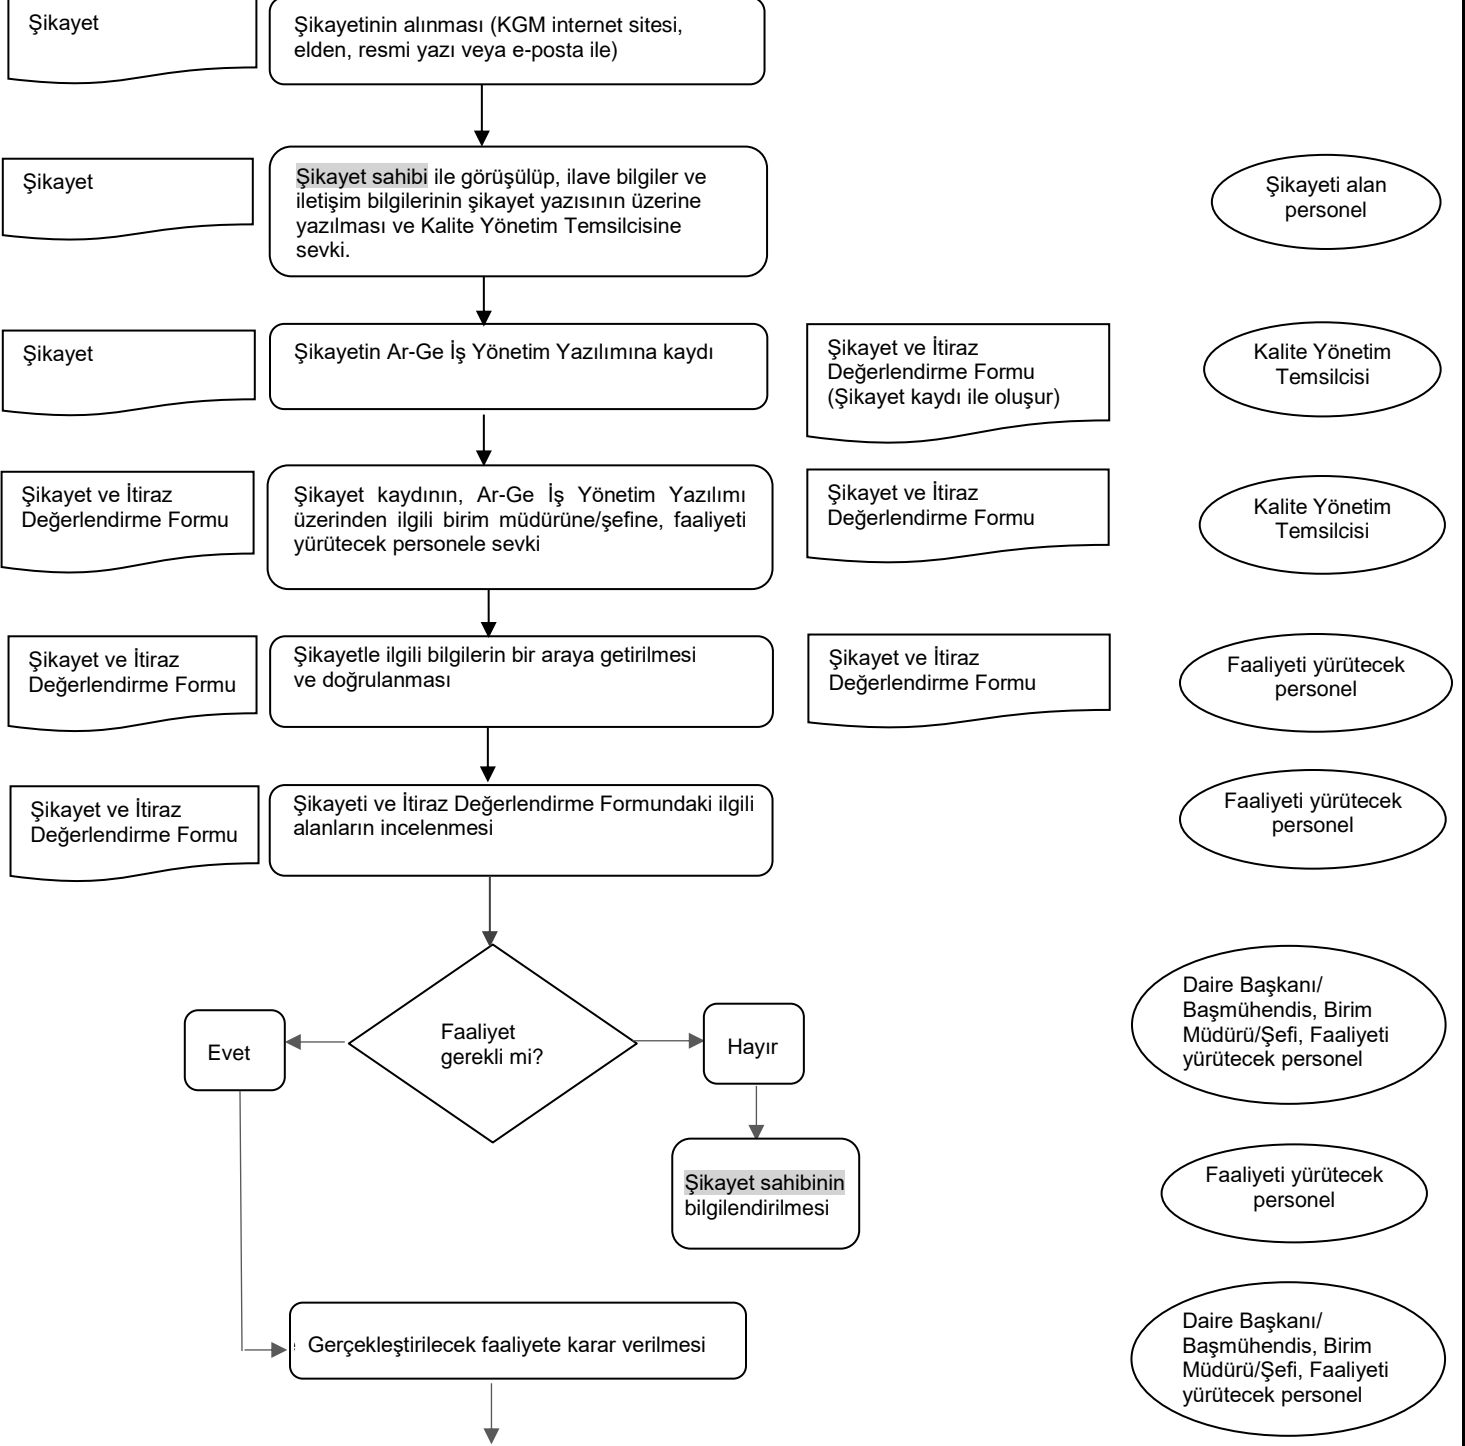 Şikayet
Şikayetinin alınması (KGM internet sitesi,
elden, resmi yazı veya e-posta ile)
Şikayet
Şikayet sahibi ile görüşülüp, ilave bilgiler ve
iletişim bilgilerinin şikayet yazısının üzerine
yazılması ve Kalite Yönetim Temsilcisine
sevki.
Şikayeti alan
personel
Şikayet
Şikayetin Ar-Ge İş Yönetim Yazılımına kaydı
Şikayet ve İtiraz
Değerlendirme Formu
(Şikayet kaydı ile oluşur)
Kalite Yönetim
Temsilcisi
Şikayet ve İtiraz
Değerlendirme Formu
Şikayet kaydının, Ar-Ge İş Yönetim Yazılımı
üzerinden ilgili birim müdürüne/şefine, faaliyeti
yürütecek personele sevki
Şikayet ve İtiraz
Değerlendirme Formu
Kalite Yönetim
Temsilcisi
Şikayet ve İtiraz
Değerlendirme Formu
Şikayetle ilgili bilgilerin bir araya getirilmesi
ve doğrulanması
Şikayet ve İtiraz
Değerlendirme Formu
Faaliyeti yürütecek
personel
Şikayet ve İtiraz
Değerlendirme Formu
Şikayeti ve İtiraz Değerlendirme Formundaki ilgili
alanların incelenmesi
Faaliyeti yürütecek
personel
Evet
Faaliyet
gerekli mi?
Hayır
Daire Başkanı/
Başmühendis, Birim
Müdürü/Şefi, Faaliyeti
yürütecek personel
Şikayet sahibinin
bilgilendirilmesi
Faaliyeti yürütecek
personel
Gerçekleştirilecek faaliyete karar verilmesi
Daire Başkanı/
Başmühendis, Birim
Müdürü/Şefi, Faaliyeti
yürütecek personel